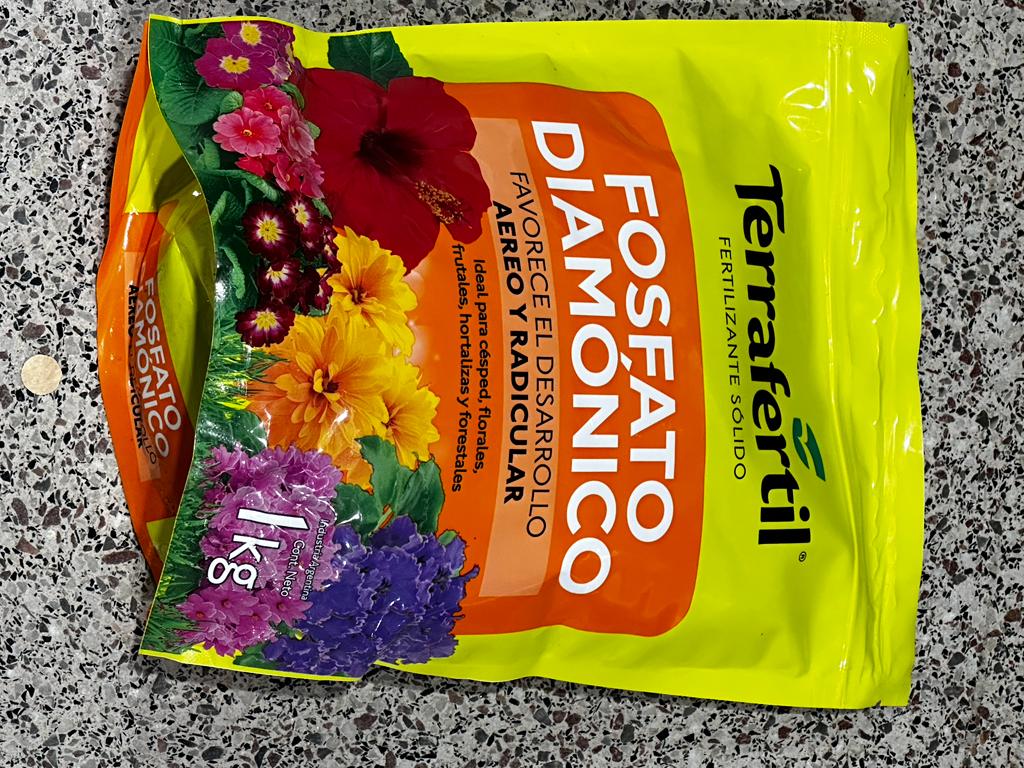 Terrafertil®
FERTILIZANTE SÓLIDO
FOSFATO
DIAMÓNICO
FAVORECE EL DESARROLLO
AEREO Y RADICULAR
Ideal para césped, florales,
frutales, hortalizas y forestales
Industria Argentina
Cont. Neto
1kg
FOSFATO
DIAMÓNICO
AEREO Y RADICULAR